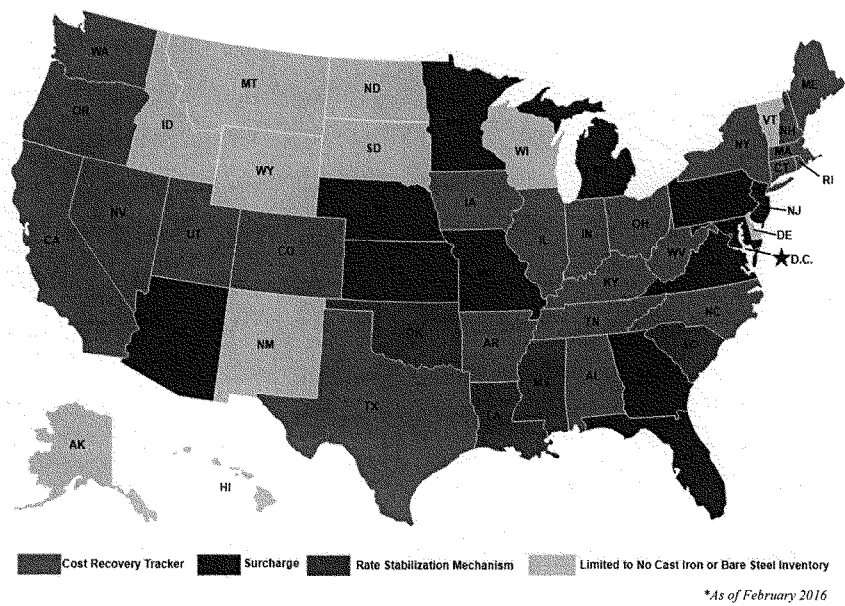 WA
ME
MT
ND
VT
NH
OR
ID
SD
WI
NY
MA
CT
RI
WY
IA
NJ
NV
UT
IL
IN
OH
DE
CA
CO
WV
D.C.
KY
NC
TN
OK
NM
AR
SC
MS
AL
TX
LA
AK
HI
Cost Recovery Tracker Surcharge Rate Stabilization Mechanism Limited to No Cast Iron or Bare Steel Inventory
*As of February 2016